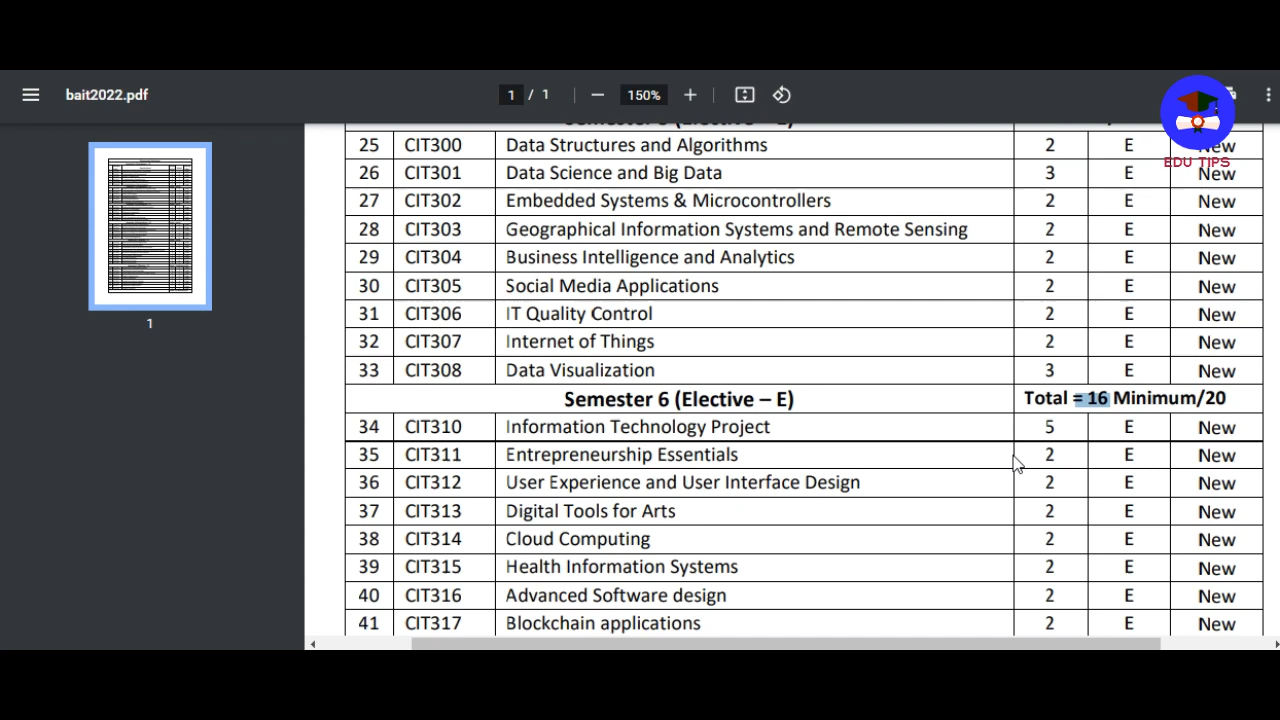 bait2022.pdf
1 / 1
150%
EDU TIPS
1
25 CIT300 Data Structures and Algorithms 2 E New
26 CIT301 Data Science and Big Data 3 E New
27 CIT302 Embedded Systems & Microcontrollers 2 E New
28 CIT303 Geographical Information Systems and Remote Sensing 2 E New
29 CIT304 Business Intelligence and Analytics 2 E New
30 CIT305 Social Media Applications 2 E New
31 CIT306 IT Quality Control 2 E New
32 CIT307 Internet of Things 2 E New
33 CIT308 Data Visualization 3 E New
Semester 6 (Elective – E) Total = 16 Minimum/20
34 CIT310 Information Technology Project 5 E New
35 CIT311 Entrepreneurship Essentials 2 E New
36 CIT312 User Experience and User Interface Design 2 E New
37 CIT313 Digital Tools for Arts 2 E New
38 CIT314 Cloud Computing 2 E New
39 CIT315 Health Information Systems 2 E New
40 CIT316 Advanced Software design 2 E New
41 CIT317 Blockchain applications 2 E New